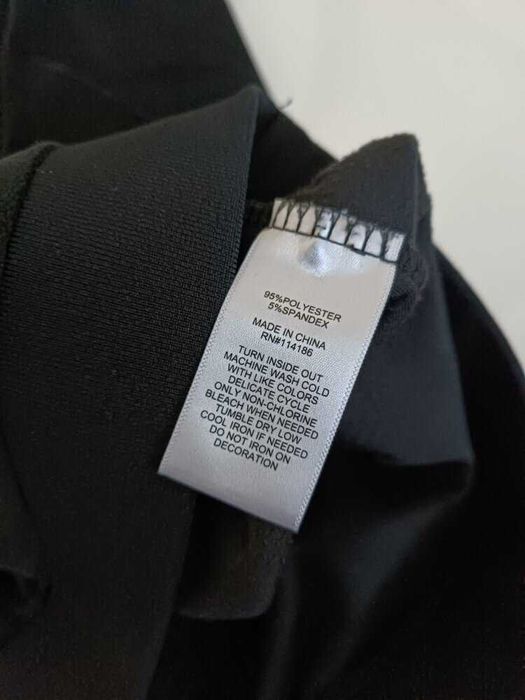 95%POLYESTER
5%SPANDEX
MADE IN CHINA
RN#114186
TURN INSIDE OUT
MACHINE WASH COLD
WITH LIKE COLORS
DELICATE CYCLE
ONLY NON-CHLORINE
BLEACH WHEN NEEDED
TUMBLE DRY LOW
COOL IRON IF NEEDED
DO NOT IRON ON
DECORATION